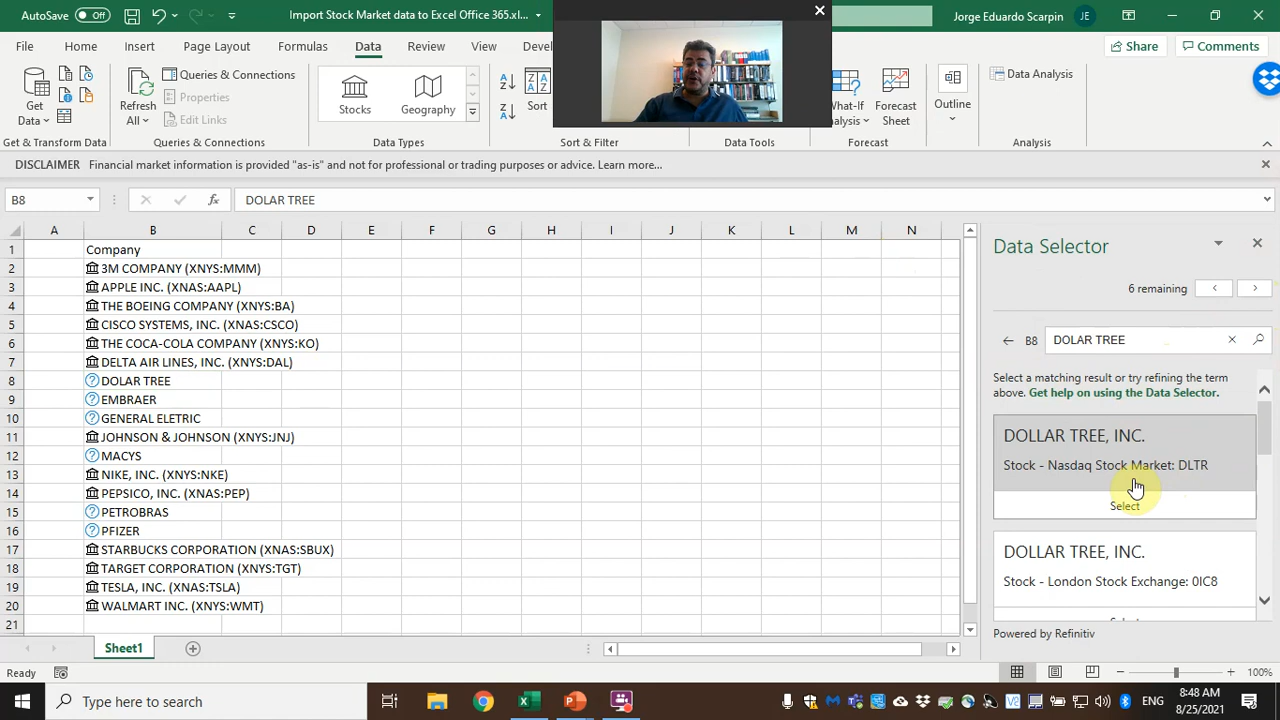 AutoSave
Off
Import Stock Market data to Excel Office 365.xl...
Jorge Eduardo Scarpin
JE
File
Home
Insert
Page Layout
Formulas
Data
Review
View
Devel
Share
Comments
Get
Data
Refresh
All
Queries & Connections
Properties
Edit Links
Stocks
Geography
Sort
What-If
Analysis
Forecast
Sheet
Outline
Data Analysis
Get & Transform Data
Queries & Connections
Data Types
Sort & Filter
Data Tools
Forecast
Analysis
DISCLAIMER Financial market information is provided "as-is" and not for professional or trading purposes or advice. Learn more...
B8
fx
DOLAR TREE
A B C D E F G H I J K L M N
1 Company
2 3M COMPANY (XNYS:MMM)
3 APPLE INC. (XNAS:AAPL)
4 THE BOEING COMPANY (XNYS:BA)
5 CISCO SYSTEMS, INC. (XNAS:CSCO)
6 THE COCA-COLA COMPANY (XNYS:KO)
7 DELTA AIR LINES, INC. (XNYS:DAL)
8 DOLAR TREE
9 EMBRAER
10 GENERAL ELETRIC
11 JOHNSON & JOHNSON (XNYS:JNJ)
12 MACYS
13 NIKE, INC. (XNYS:NKE)
14 PEPSICO, INC. (XNAS:PEP)
15 PETROBRAS
16 PFIZER
17 STARBUCKS CORPORATION (XNAS:SBUX)
18 TARGET CORPORATION (XNYS:TGT)
19 TESLA, INC. (XNAS:TSLA)
20 WALMART INC. (XNYS:WMT)
21
Data Selector
6 remaining
B8
DOLAR TREE
Select a matching result or try refining the term
above. Get help on using the Data Selector.
DOLLAR TREE, INC.
Stock - Nasdaq Stock Market: DLTR
Select
DOLLAR TREE, INC.
Stock - London Stock Exchange: 0IC8
Powered by Refinitiv
Sheet1
Ready
100%
Type here to search
ENG
8:48 AM
8/25/2021